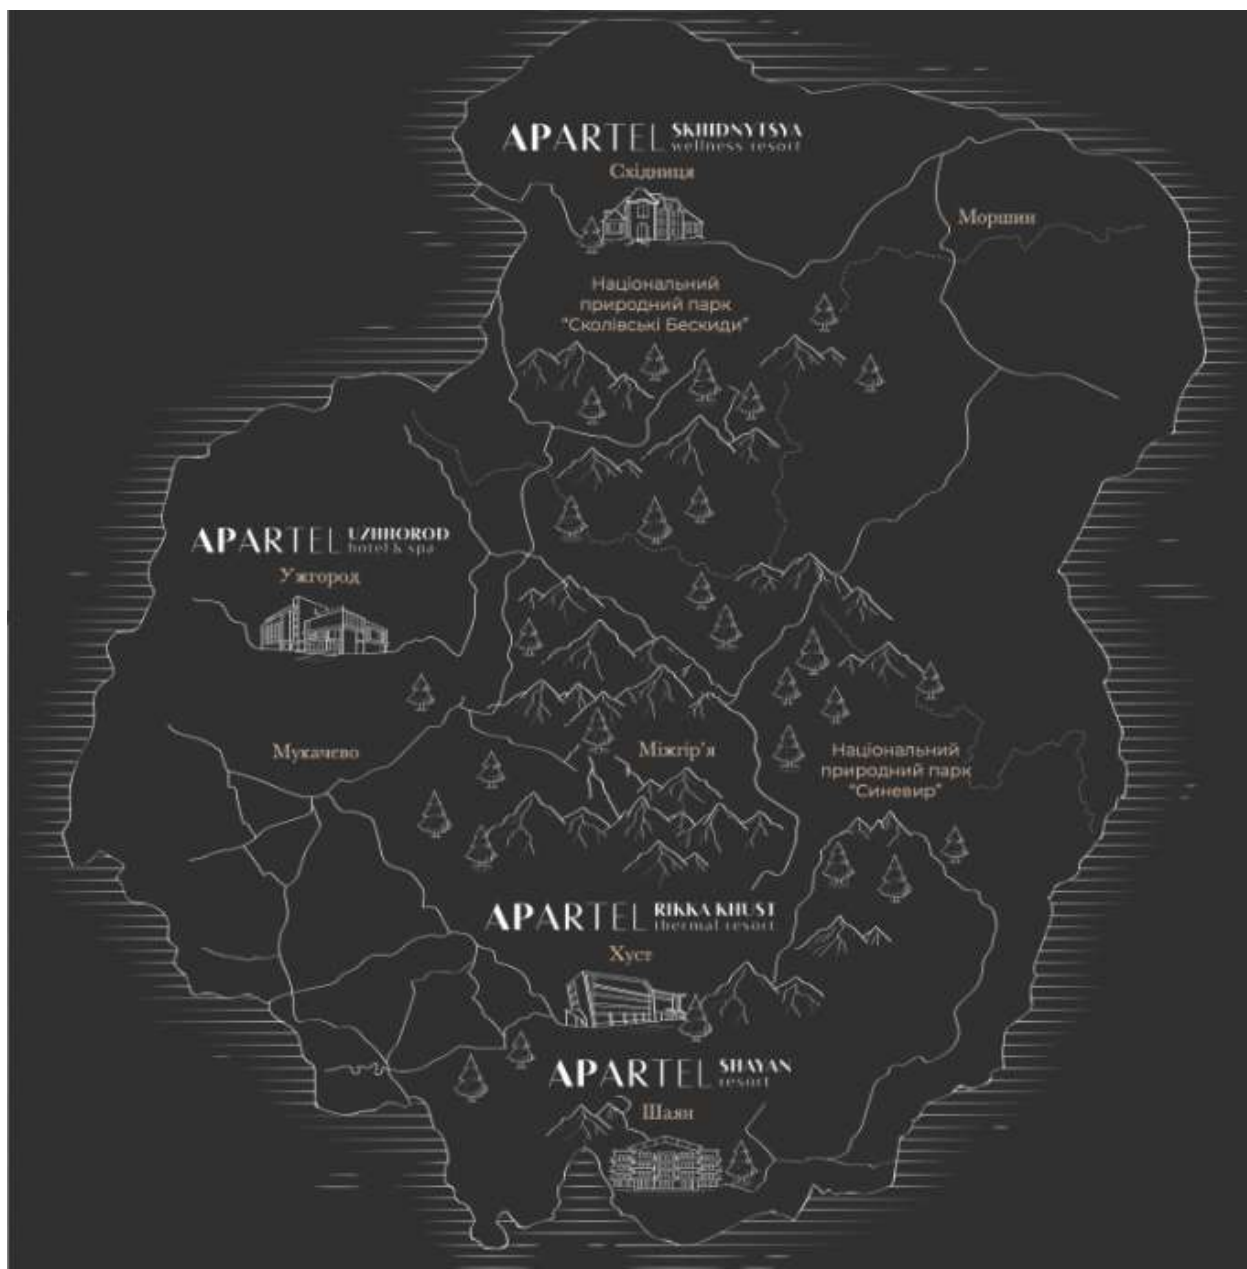 APARTEL SKHIDNYTSYA
wellness resort
Східниця
Моршин
Національний
природний парк
"Сколівські Бескиди"
APARTEL UZHHOROD
hotel & spa
Ужгород
Мукачево
Міжгір'я
Національний
природний парк
"Синевир"
APARTEL RIKKA KHUST
thermal resort
Хуст
APARTEL SHAYAN
resort
Шаян